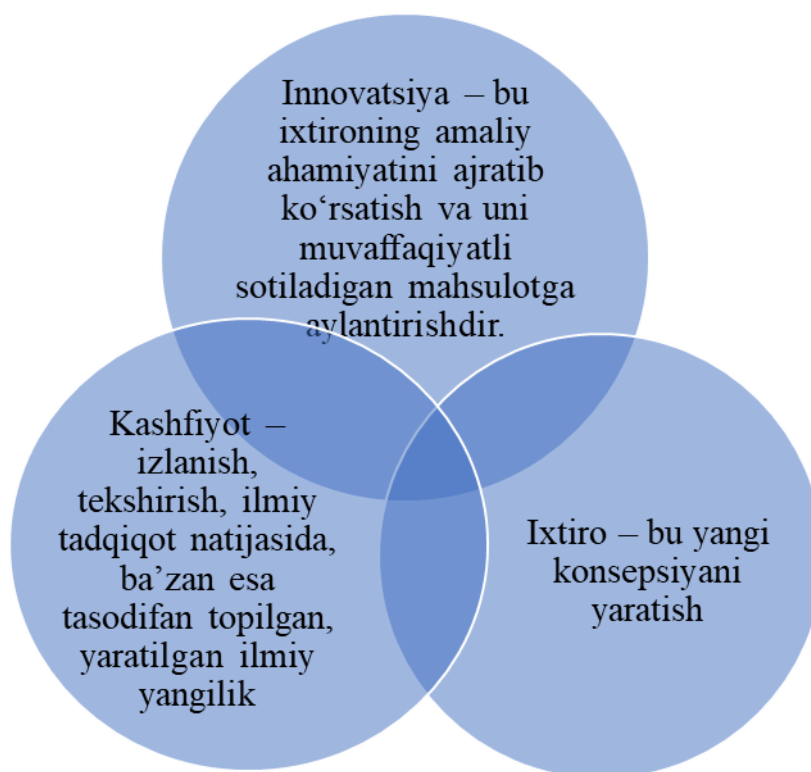 Innovatsiya – bu
ixtironing amaliy
ahamiyatini ajratib
ko‘rsatish va uni
muvaffaqiyatli
sotiladigan mahsulotga
aylantirishdir.
Kashfiyot –
izlanish,
tekshirish, ilmiy
tadqiqot natijasida,
ba’zan esa
tasodifan topilgan,
yaratilgan ilmiy
yangilik
Ixtiro – bu yangi
konsepsiyani
yaratish